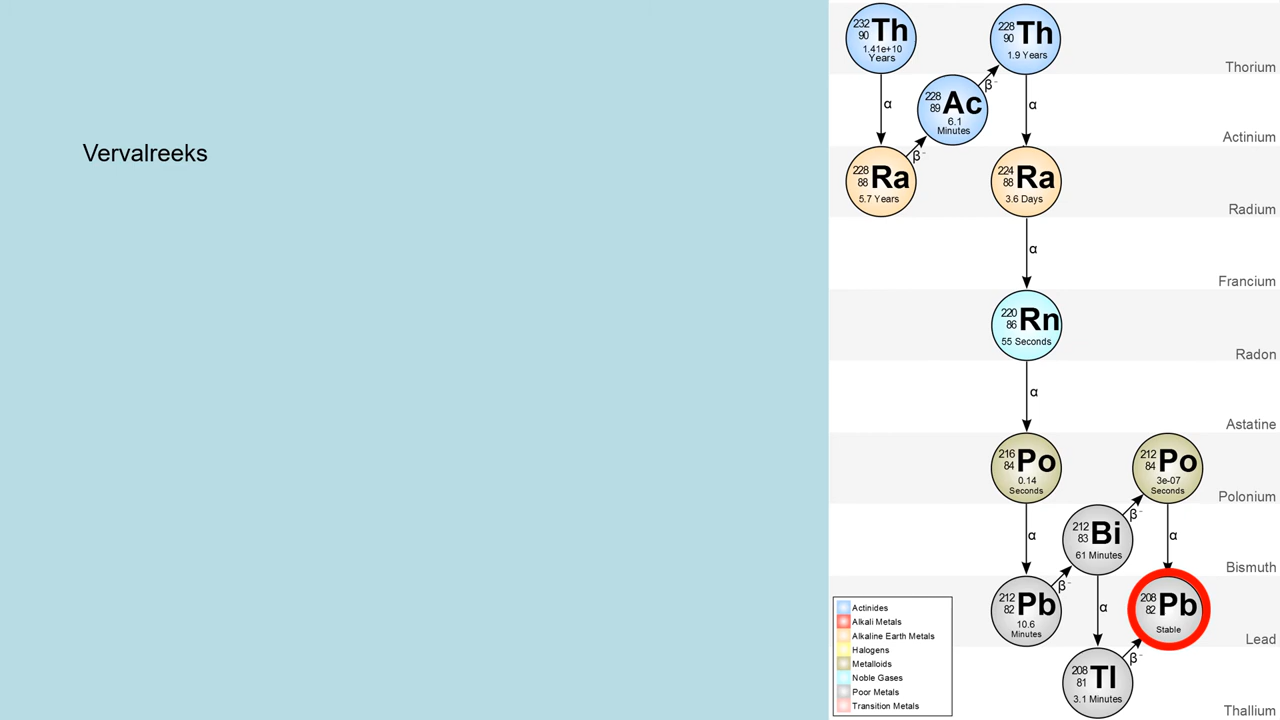 Vervalreeks
232
90
Th
1.41e+10
Years
228
90
Th
1.9 Years
Thorium
α
β⁻
α
228
89
Ac
6.1
Minutes
Actinium
β⁻
228
88
Ra
5.7 Years
224
88
Ra
3.6 Days
Radium
α
Francium
220
86
Rn
55 Seconds
Radon
α
Astatine
216
84
Po
0.14
Seconds
212
84
Po
3e-07
Seconds
Polonium
β⁻
α
α
212
83
Bi
61 Minutes
Bismuth
β⁻
212
82
Pb
10.6
Minutes
α
208
82
Pb
Stable
Lead
β⁻
208
81
Tl
3.1 Minutes
Thallium
Actinides
Alkali Metals
Alkaline Earth Metals
Halogens
Metalloids
Noble Gases
Poor Metals
Transition Metals